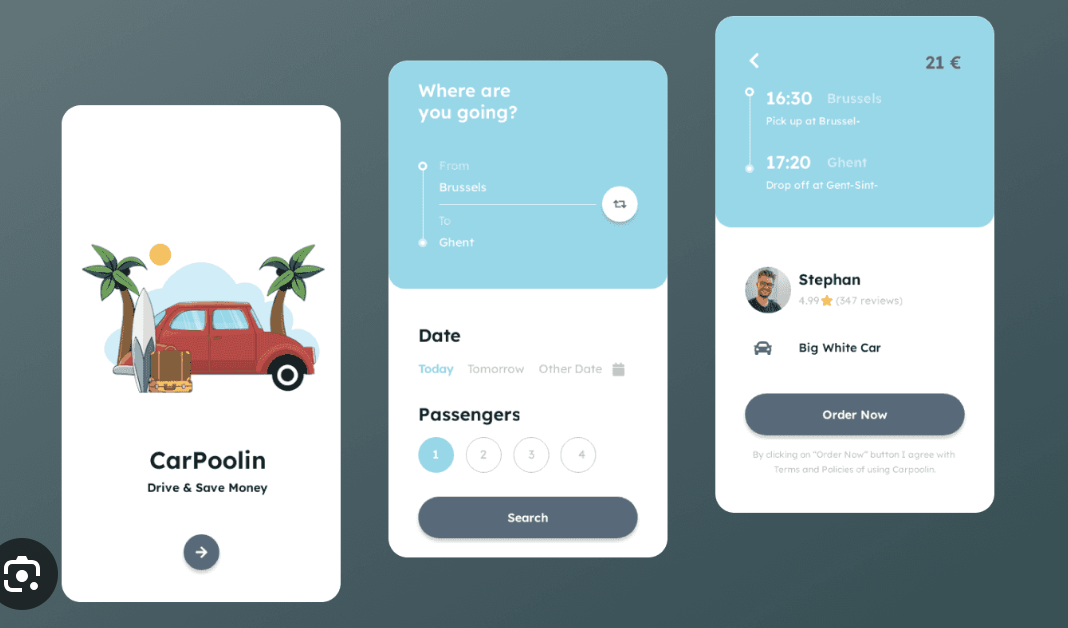 CarPoolin
Drive & Save Money
Where are
you going?
From
Brussels
To
Ghent
Date
Today Tomorrow Other Date
Passengers
1 2 3 4
Search
21 €
16:30 Brussels
Pick up at Brussel-
17:20 Ghent
Drop off at Gent-Sint-
Stephan
4.99 (347 reviews)
Big White Car
Order Now
By clicking on "Order Now" button I agree with
Terms and Policies of using Carpoolin.